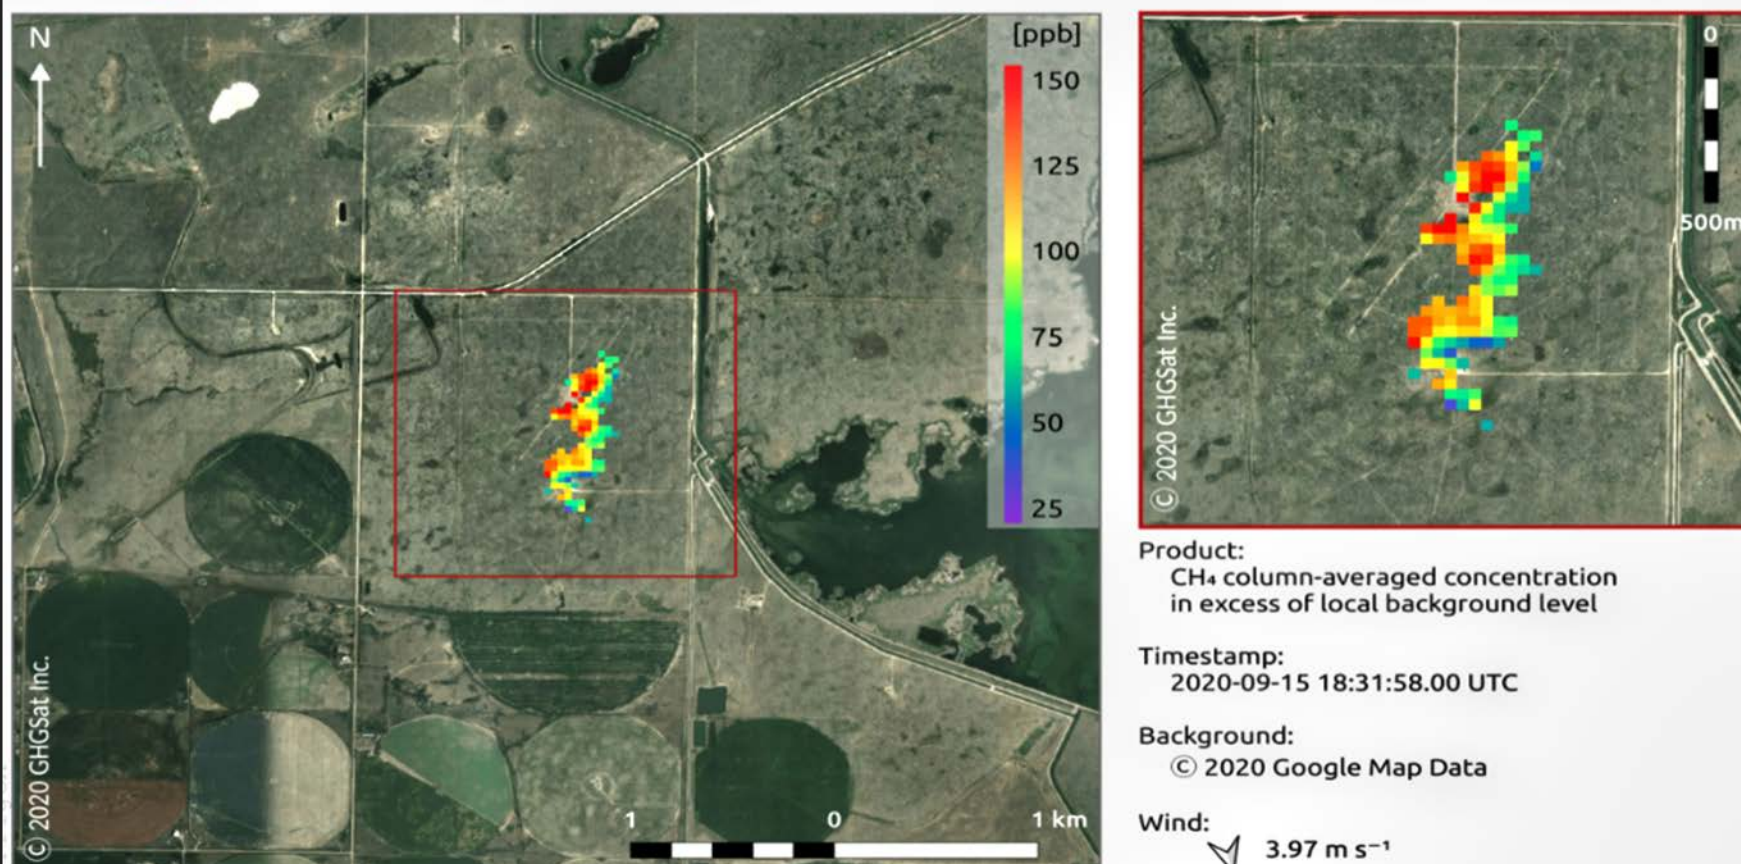 N
[ppb]
150
125
100
75
50
25
© 2020 GHGSat Inc.
1 0 1 km
0
500m
© 2020 GHGSat Inc.
Product:
CH₄ column-averaged concentration
in excess of local background level
Timestamp:
2020-09-15 18:31:58.00 UTC
Background:
© 2020 Google Map Data
Wind:
3.97 m s⁻¹